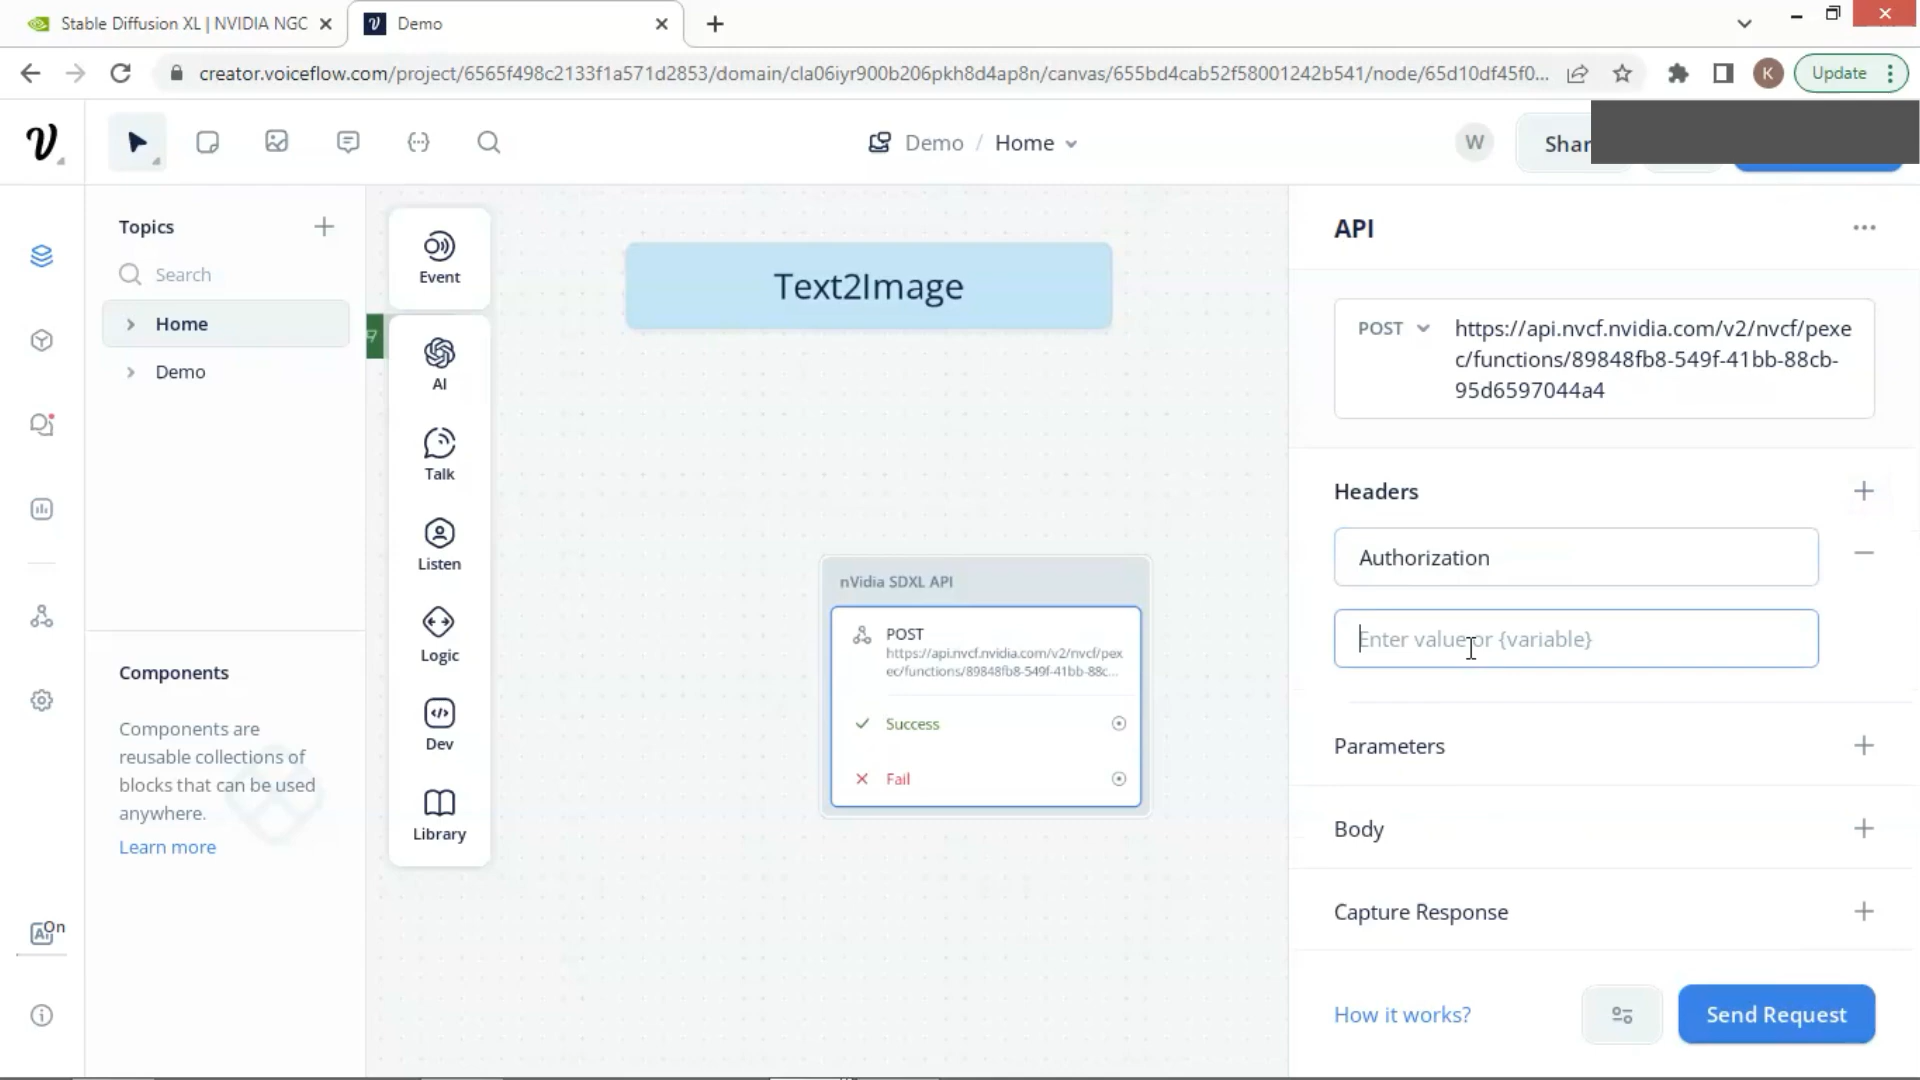 Stable Diffusion XL | NVIDIA NGC
Demo
creator.voiceflow.com/project/6565f498c2133f1a571d2853/domain/cla06iyr900b206pkh8d4ap8n/canvas/655bd4cab52f58001242b541/node/65d10df45f0...
K
Update
Demo / Home
W
Shar
Topics
Search
Home
Demo
Components
Components are
reusable collections of
blocks that can be used
anywhere.
Learn more
On
Event
AI
Talk
Listen
Logic
Dev
Library
Text2Image
nVidia SDXL API
POST
https://api.nvcf.nvidia.com/v2/nvcf/pex
ec/functions/89848fb8-549f-41bb-88c...
Success
Fail
API
POST
https://api.nvcf.nvidia.com/v2/nvcf/pexe
c/functions/89848fb8-549f-41bb-88cb-
95d6597044a4
Headers
Authorization
Enter value or {variable}
Parameters
Body
Capture Response
How it works?
Send Request